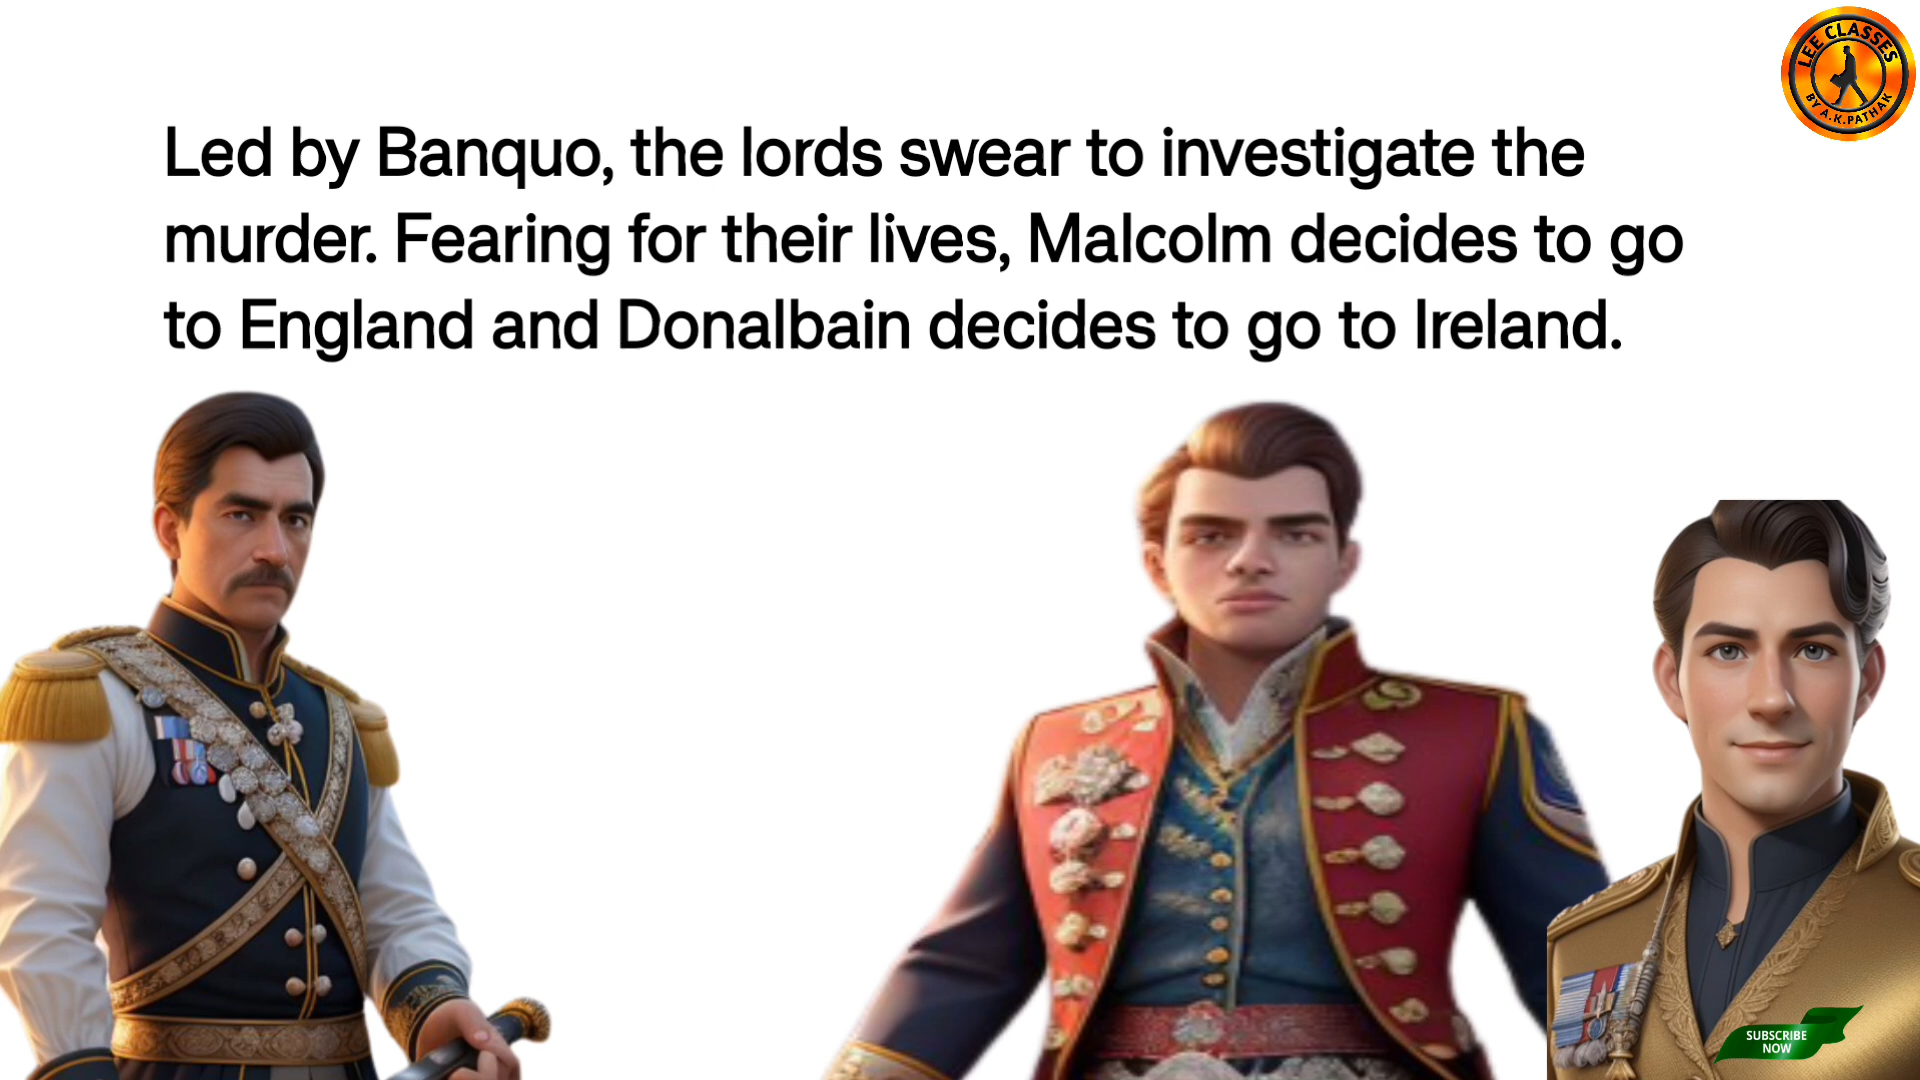 LEE CLASSES
BY A.K.PATHAK
Led by Banquo, the lords swear to investigate the
murder. Fearing for their lives, Malcolm decides to go
to England and Donalbain decides to go to Ireland.
SUBSCRIBE
NOW